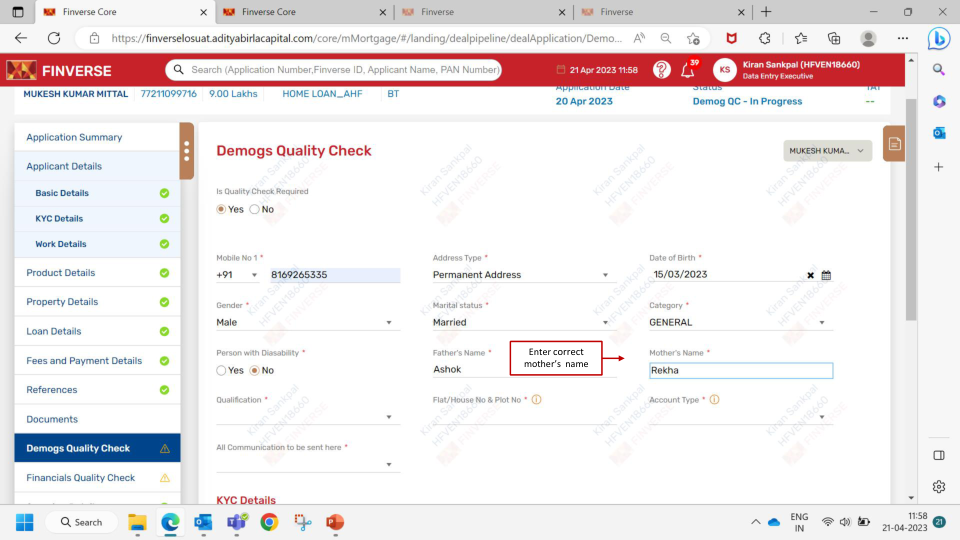 Finverse Core
Finverse Core
Finverse
Finverse
https://finverselosuat.adityabirlacapital.com/core/mMortgage/#/landing/dealpipeline/dealApplication/Demo...
FINVERSE
Search (Application Number,Finverse ID, Applicant Name, PAN Number)
21 Apr 2023 11:58
39
KS
Kiran Sankpal (HFVEN18660)
Data Entry Executive
MUKESH KUMAR MITTAL 77211099716 9.00 Lakhs HOME LOAN_AHF BT
Application Date
20 Apr 2023
Status
Demog QC - In Progress
TAT
--
Application Summary
Applicant Details
Basic Details
KYC Details
Work Details
Product Details
Property Details
Loan Details
Fees and Payment Details
References
Documents
Demogs Quality Check
Financials Quality Check
Demogs Quality Check
MUKESH KUMA...
Is Quality Check Required
Yes No
Mobile No 1 *
+91 8169265335
Address Type *
Permanent Address
Date of Birth *
15/03/2023
Gender *
Male
Marital status *
Married
Category *
GENERAL
Person with Diasability *
Yes No
Father's Name *
Ashok
Enter correct
mother's name
Mother's Name *
Rekha
Qualification *
Flat/House No & Plot No *
Account Type *
All Communication to be sent here *
KYC Details
Kiran Sankpal
HFVEN18660
FINVERSE
Search
ENG
IN
11:58
21-04-2023
21